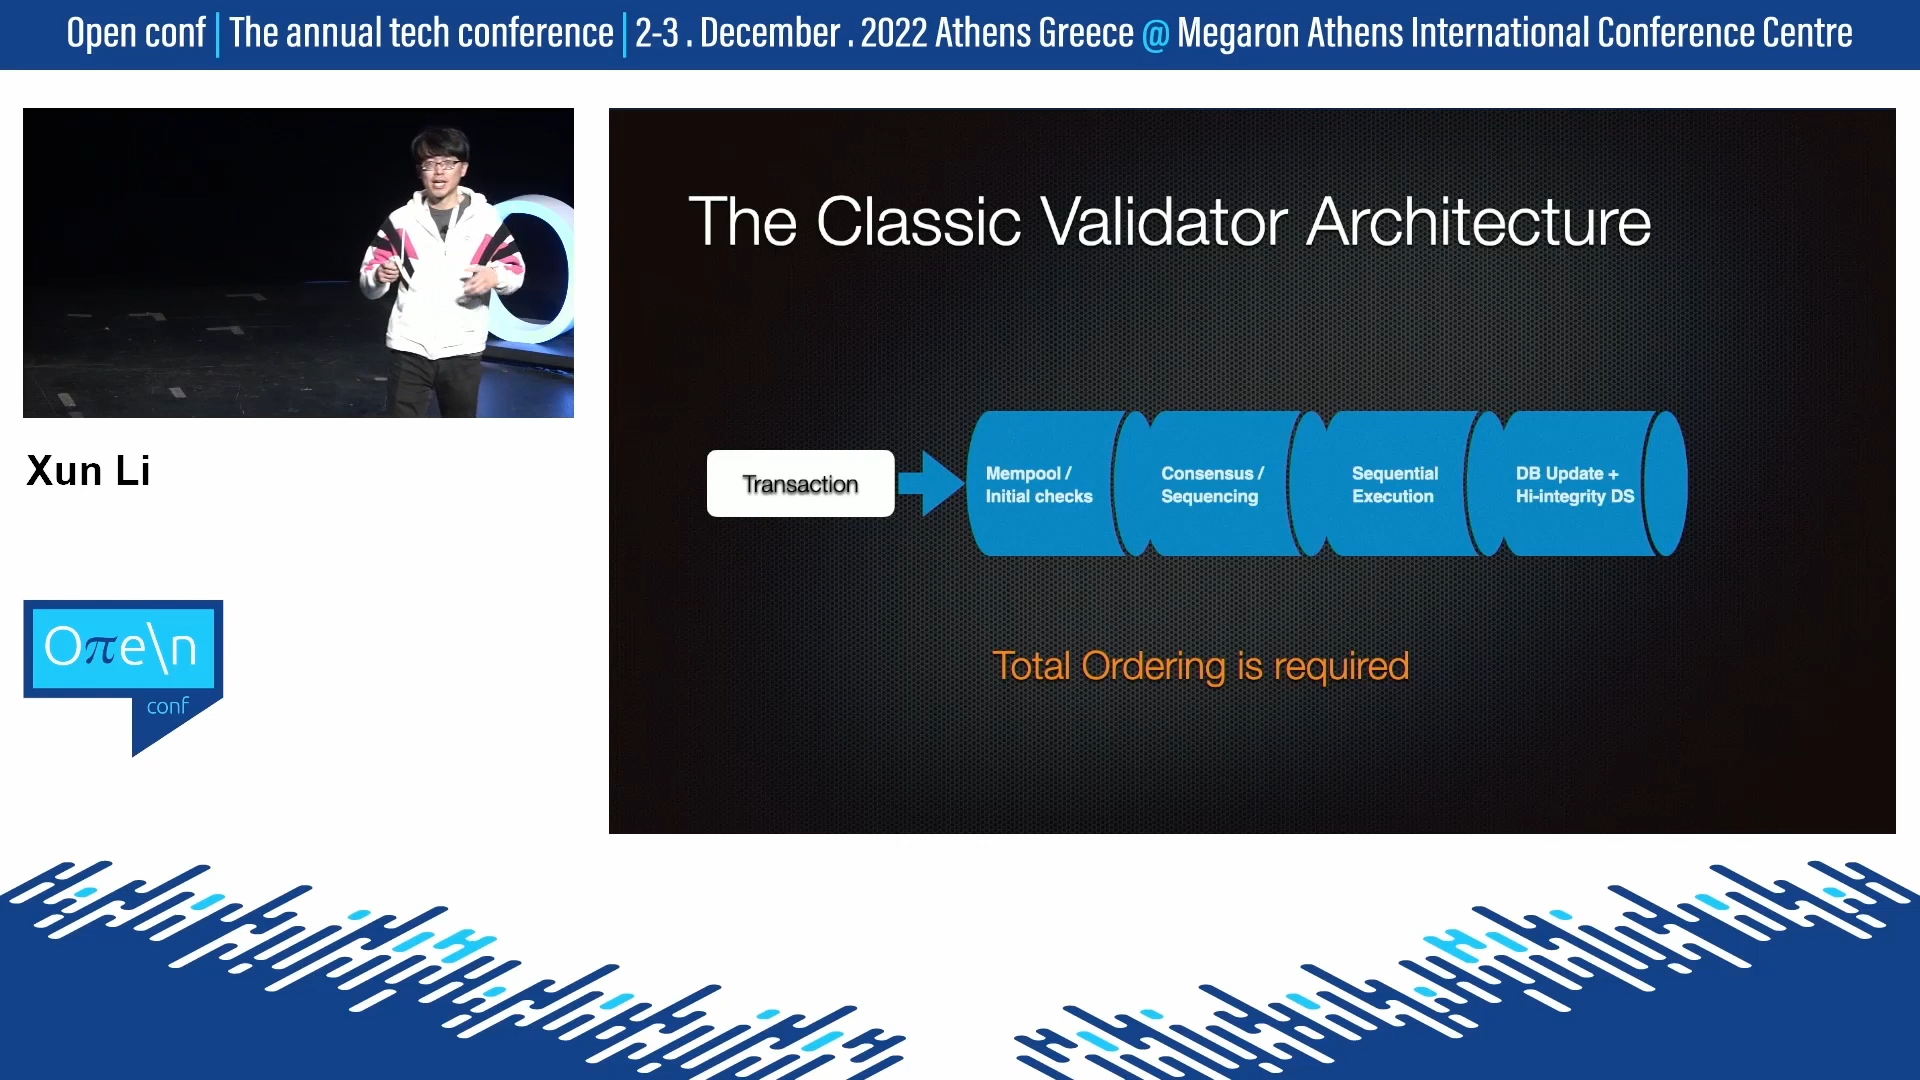 Open conf | The annual tech conference | 2-3 . December . 2022 Athens Greece @ Megaron Athens International Conference Centre
The Classic Validator Architecture
Transaction
Mempool /
Initial checks
Consensus /
Sequencing
Sequential
Execution
DB Update +
Hi-integrity DS
Total Ordering is required
Xun Li
Oπe\n
conf